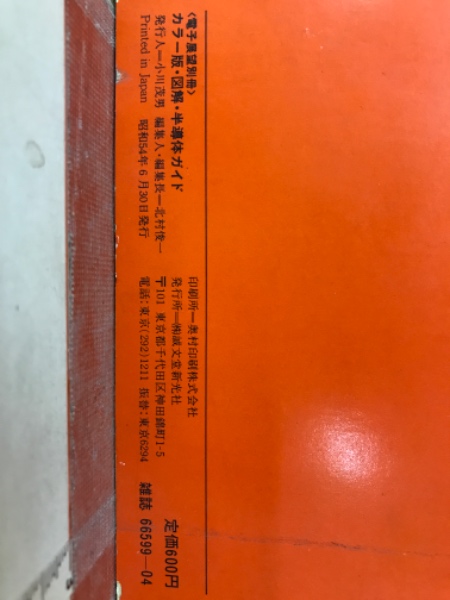 〈電子展望別冊〉
カラー版・図解・半導体ガイド
発行人―小川茂男 編集人・編集長―北村俊一
Printed in Japan 昭和54年6月30日発行
印刷所―奥村印刷株式会社
発行所―㈱誠文堂新光社
〒101 東京都千代田区神田錦町1-5
電話:東京(292)1211 振替:東京6294
定価600円
雑誌 66599―04